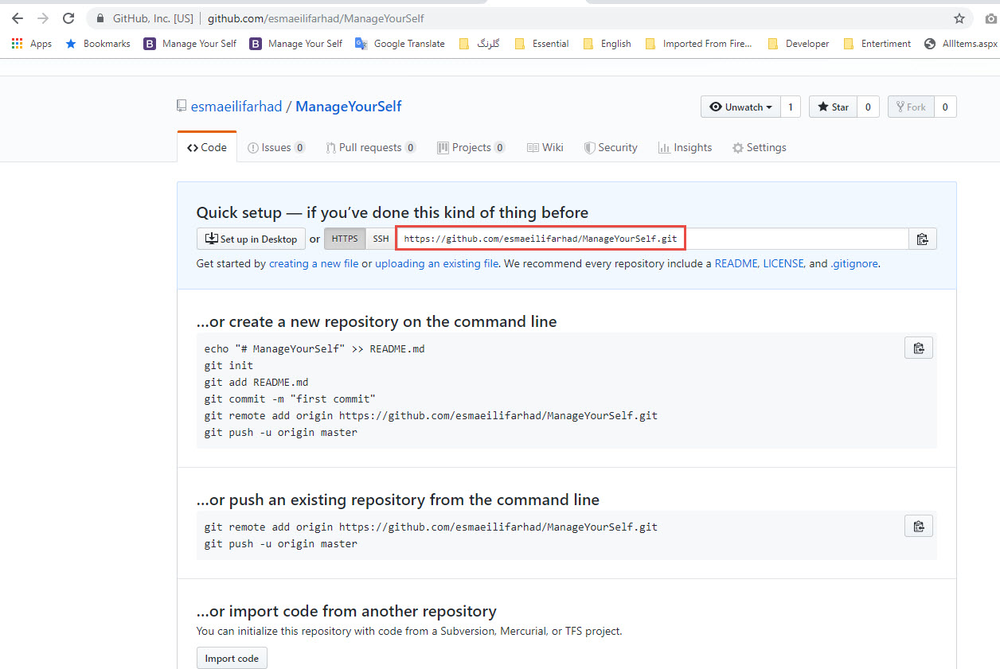 GitHub, Inc. [US] github.com/esmaeilifarhad/ManageYourSelf
Apps Bookmarks B Manage Your Self B Manage Your Self Google Translate گلرنگ Essential English Imported From Fire... Developer Entertiment AllItems.aspx
esmaeilifarhad / ManageYourSelf Unwatch 1 Star 0 Fork 0
Code Issues 0 Pull requests 0 Projects 0 Wiki Security Insights Settings
Quick setup — if you’ve done this kind of thing before
Set up in Desktop or HTTPS SSH https://github.com/esmaeilifarhad/ManageYourSelf.git
Get started by creating a new file or uploading an existing file. We recommend every repository include a README, LICENSE, and .gitignore.
…or create a new repository on the command line
echo "# ManageYourSelf" >> README.md
git init
git add README.md
git commit -m "first commit"
git remote add origin https://github.com/esmaeilifarhad/ManageYourSelf.git
git push -u origin master
…or push an existing repository from the command line
git remote add origin https://github.com/esmaeilifarhad/ManageYourSelf.git
git push -u origin master
…or import code from another repository
You can initialize this repository with code from a Subversion, Mercurial, or TFS project.
Import code